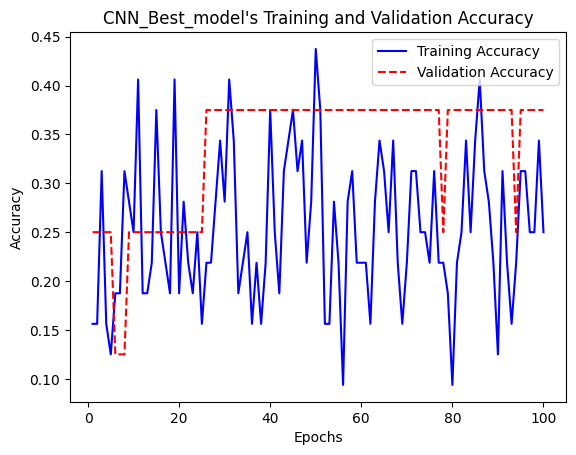 CNN_Best_model's Training and Validation Accuracy
Training Accuracy
Validation Accuracy
Accuracy
0.45
0.40
0.35
0.30
0.25
0.20
0.15
0.10
0
20
40
60
80
100
Epochs